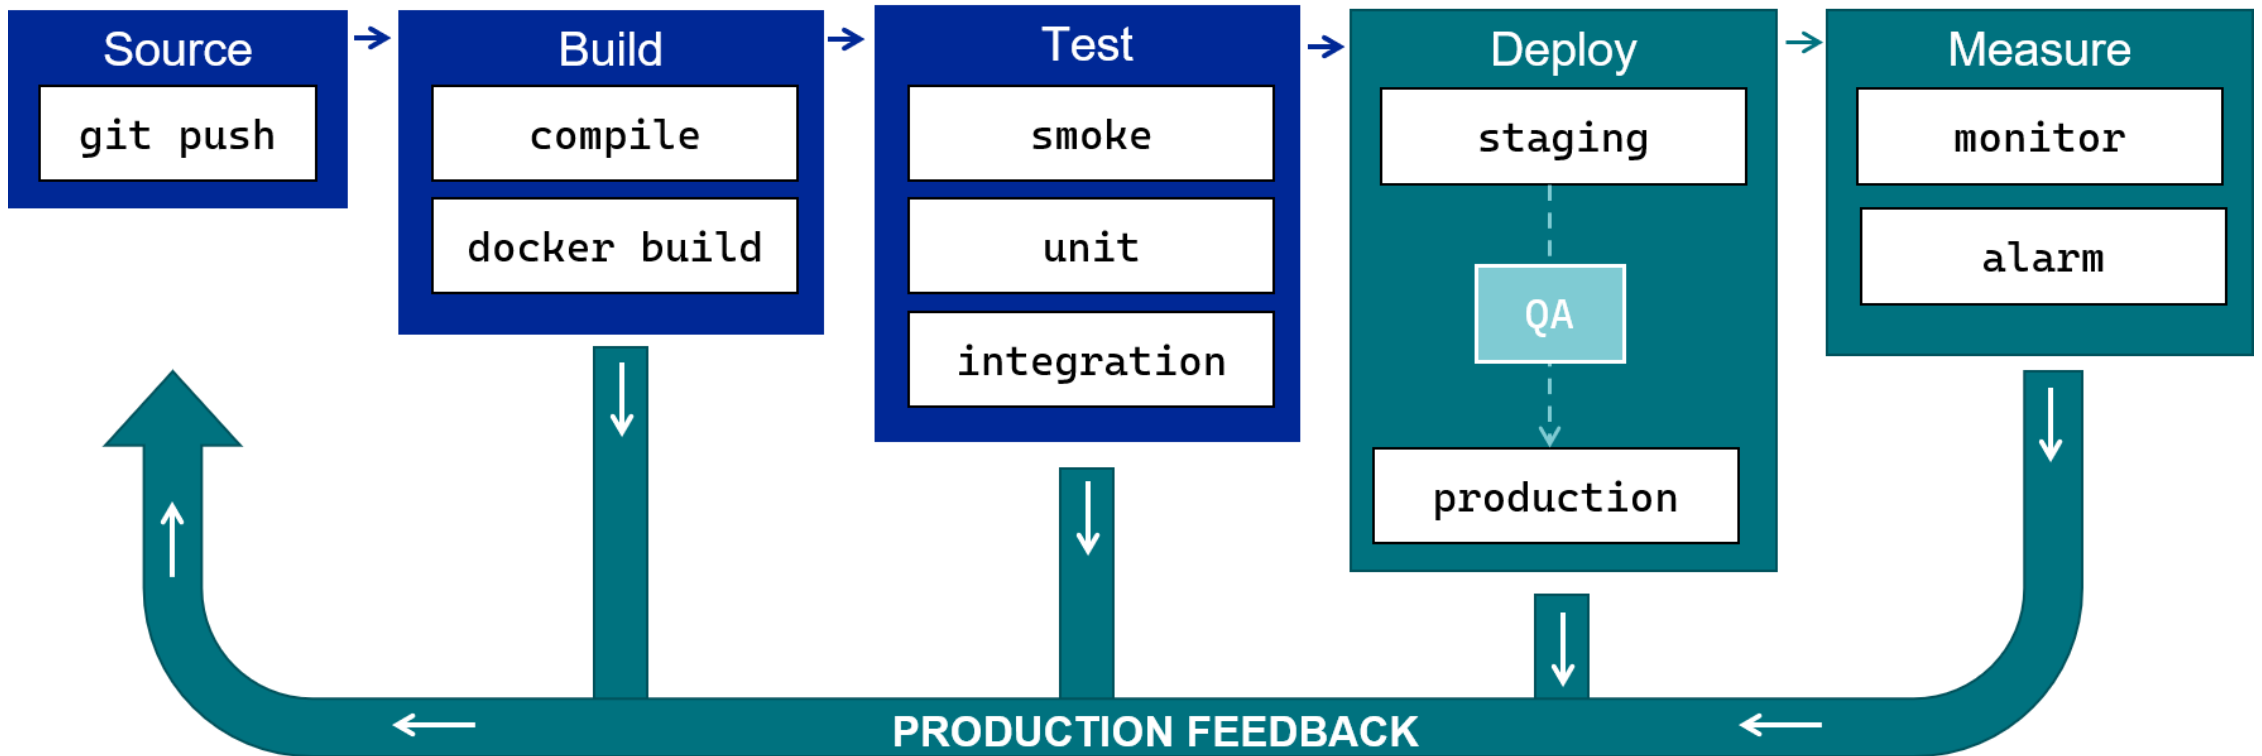 Source
git push
Build
compile
docker build
Test
smoke
unit
integration
Deploy
staging
QA
production
Measure
monitor
alarm
PRODUCTION FEEDBACK